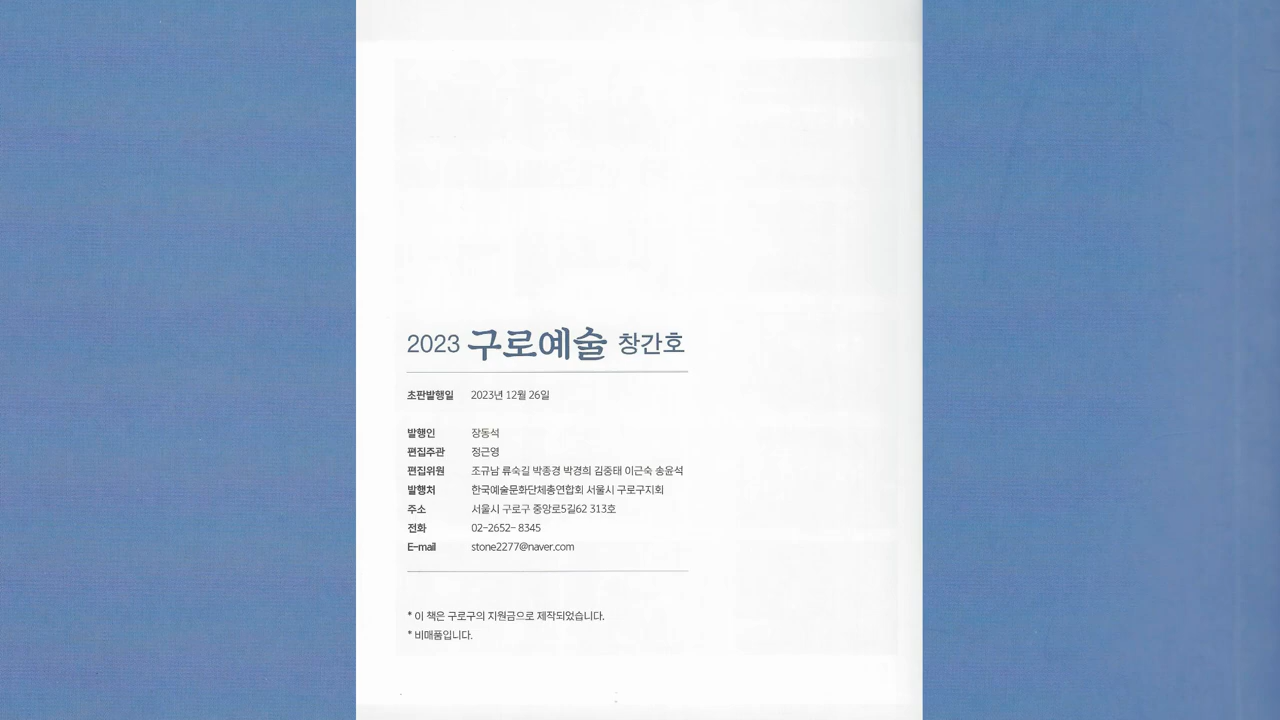 2023 구로예술 창간호
초판발행일 2023년 12월 26일
발행인 장동석
편집주관 정근영
편집위원 조규남 류숙길 박종경 박경희 김중태 이근숙 송윤석
발행처 한국예술문화단체총연합회 서울시 구로구지회
주소 서울시 구로구 중앙로5길62 313호
전화 02-2652- 8345
E-mail stone2277@naver.com
* 이 책은 구로구의 지원금으로 제작되었습니다.
* 비매품입니다.